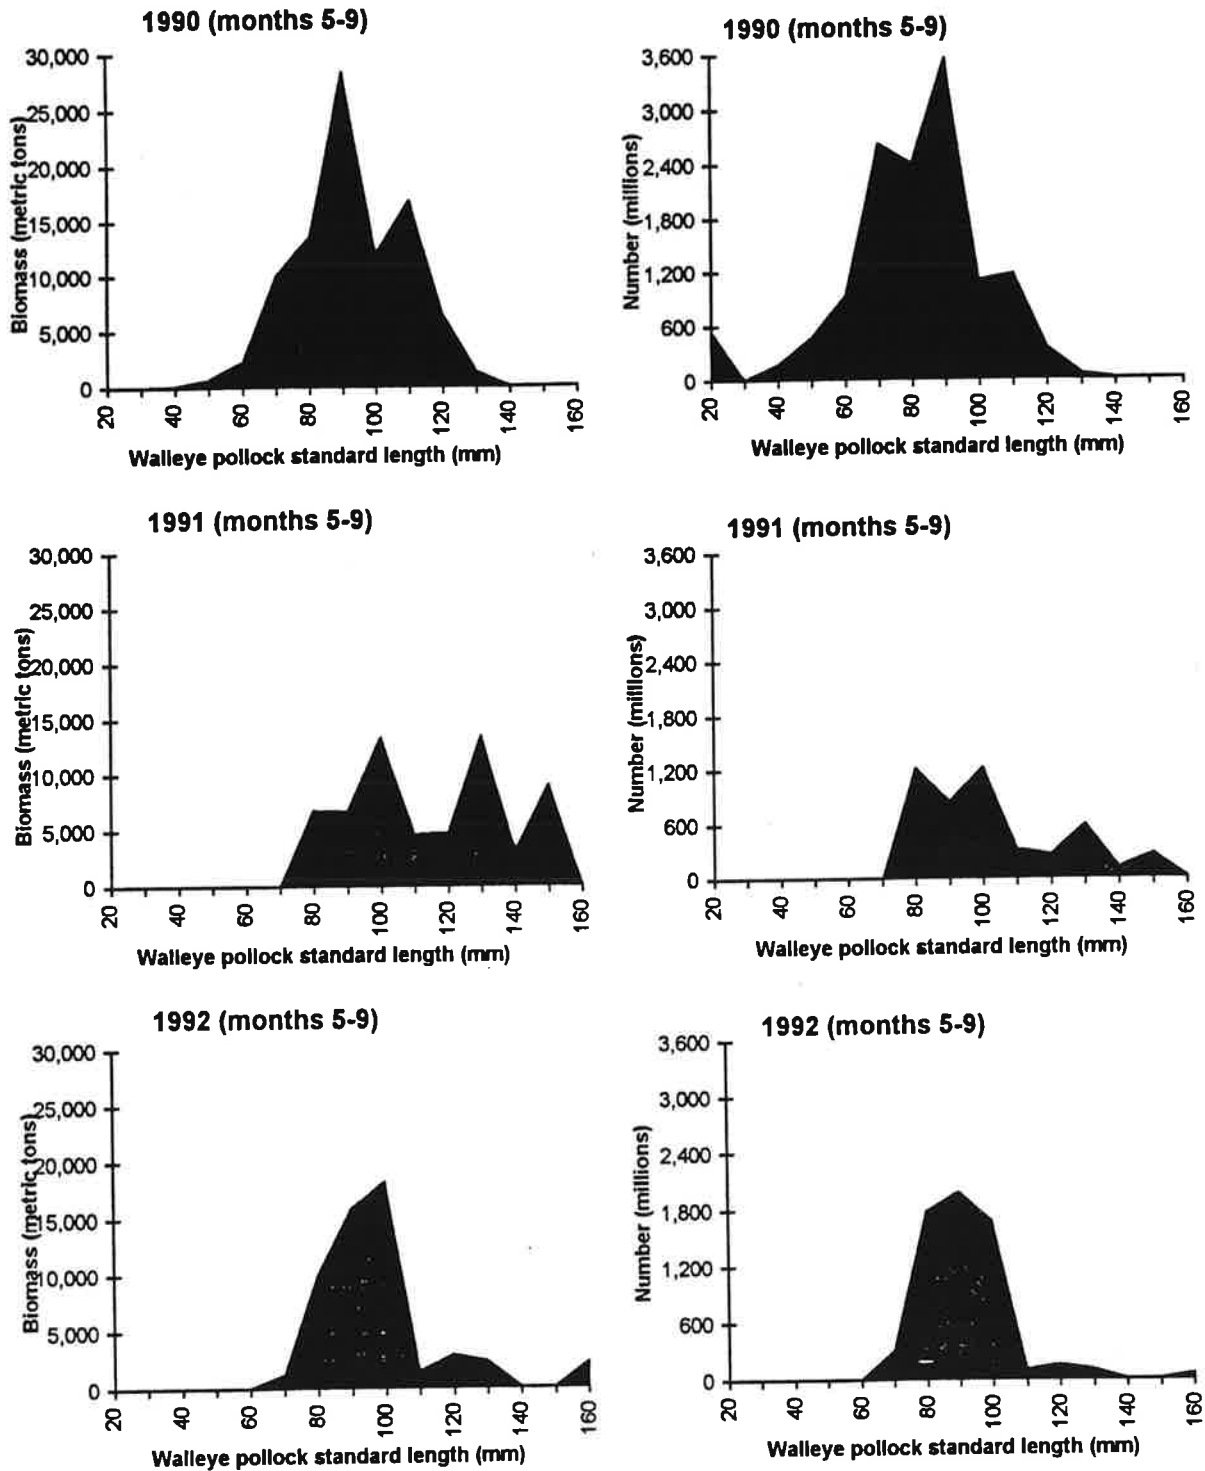 1990 (months 5-9)
30,000
25,000
20,000
15,000
10,000
5,000
0
Biomass (metric tons)
20 40 60 80 100 120 140 160
Walleye pollock standard length (mm)
1990 (months 5-9)
3,600
3,000
2,400
1,800
1,200
600
0
Number (millions)
20 40 60 80 100 120 140 160
Walleye pollock standard length (mm)
1991 (months 5-9)
30,000
25,000
20,000
15,000
10,000
5,000
0
Biomass (metric tons)
20 40 60 80 100 120 140 160
Walleye pollock standard length (mm)
1991 (months 5-9)
3,600
3,000
2,400
1,800
1,200
600
0
Number (millions)
20 40 60 80 100 120 140 160
Walleye pollock standard length (mm)
1992 (months 5-9)
30,000
25,000
20,000
15,000
10,000
5,000
0
Biomass (metric tons)
20 40 60 80 100 120 140 160
Walleye pollock standard length (mm)
1992 (months 5-9)
3,600
3,000
2,400
1,800
1,200
600
0
Number (millions)
20 40 60 80 100 120 140 160
Walleye pollock standard length (mm)